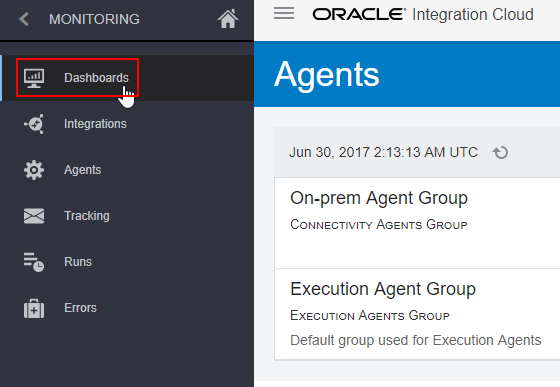 MONITORING
Dashboards
Integrations
Agents
Tracking
Runs
Errors
ORACLE® Integration Cloud
Agents
Jun 30, 2017 2:13:13 AM UTC
On-prem Agent Group
CONNECTIVITY AGENTS GROUP
Execution Agent Group
EXECUTION AGENTS GROUP
Default group used for Execution Agents